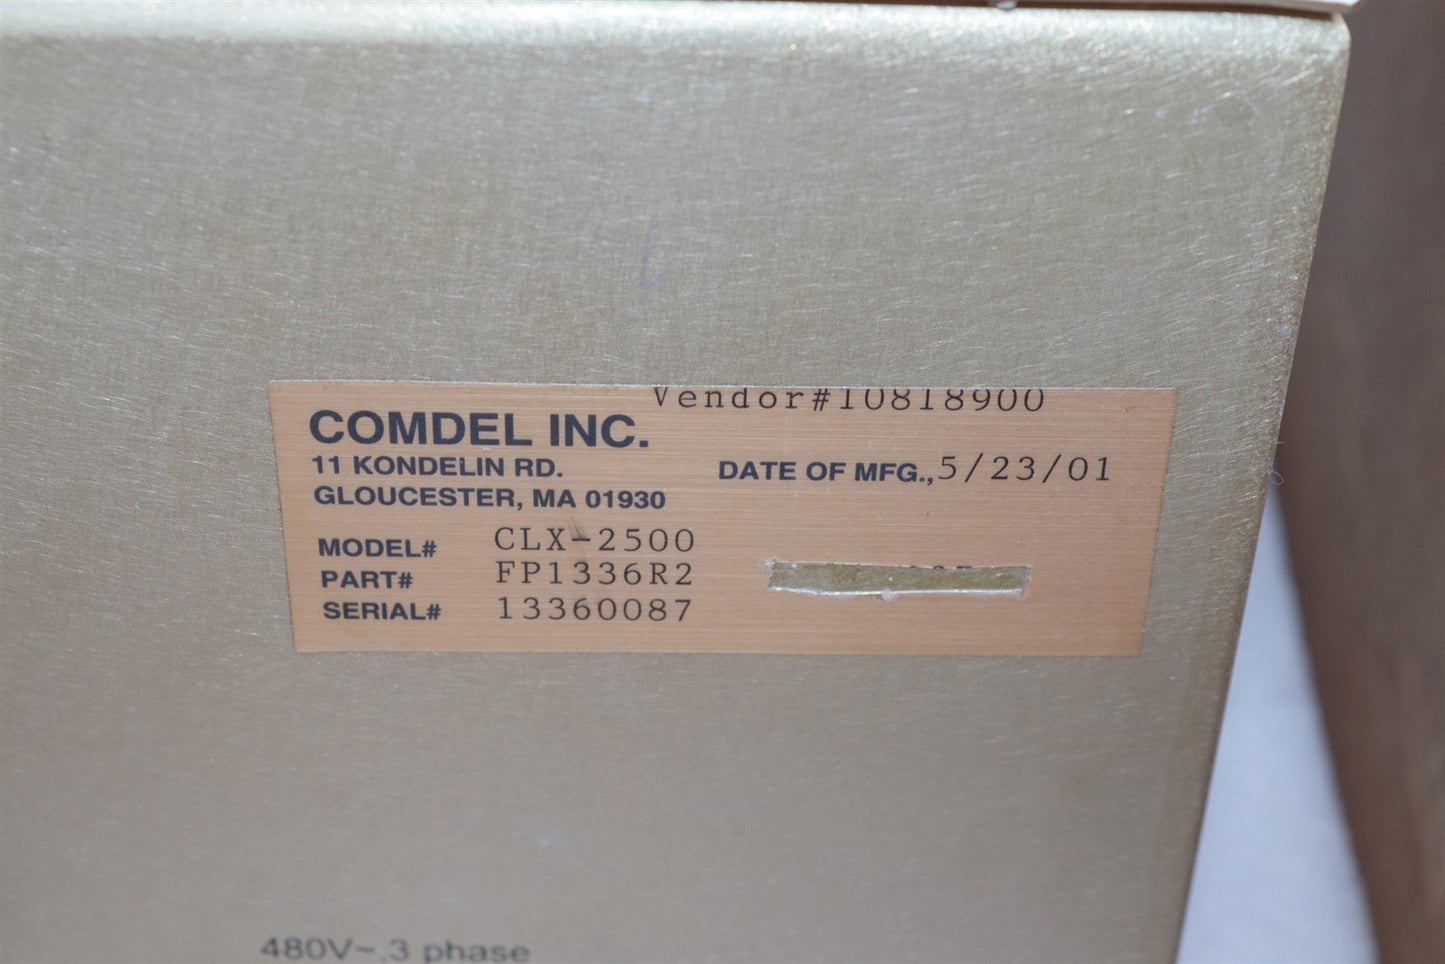 Vendor#10818900
COMDEL INC.
11 KONDELIN RD.
DATE OF MFG., 5/23/01
GLOUCESTER, MA 01930
MODEL# CLX-2500
PART# FP1336R2
SERIAL# 13360087
480V~ 3 phase